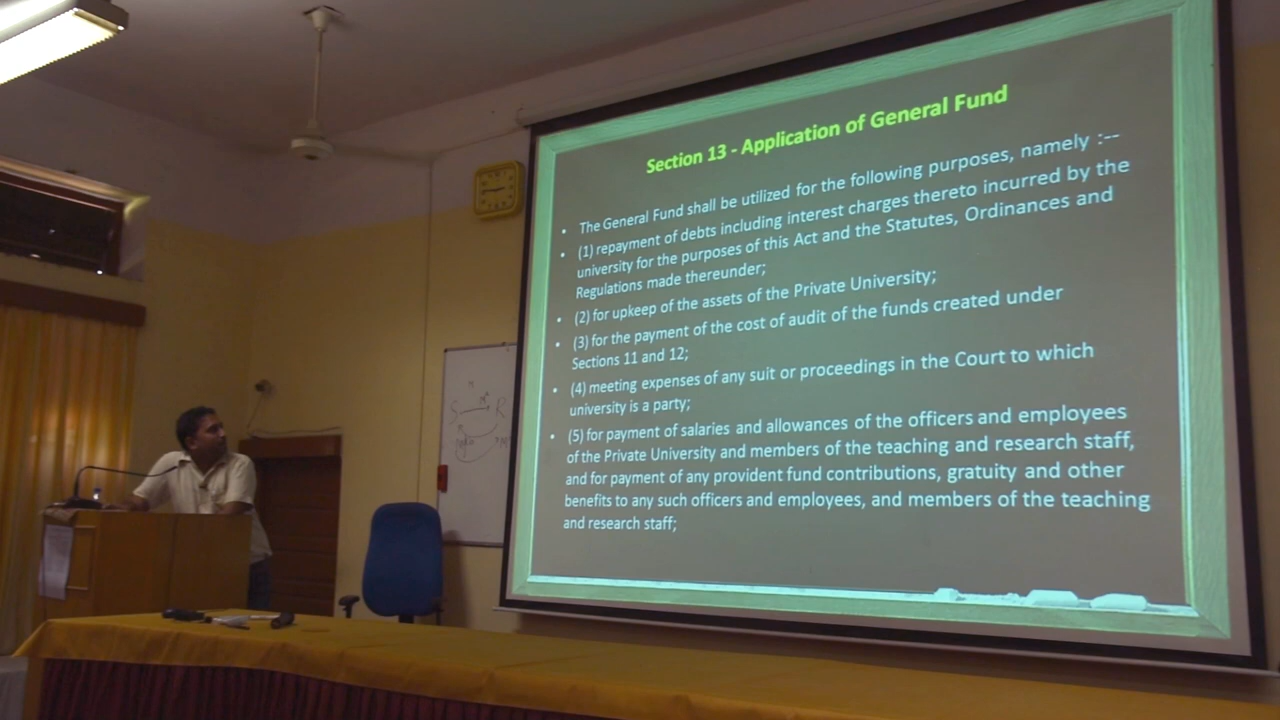 Section 13 - Application of General Fund
• The General Fund shall be utilized for the following purposes, namely :--
• (1) repayment of debts including interest charges thereto incurred by the
university for the purposes of this Act and the Statutes, Ordinances and
Regulations made thereunder;
• (2) for upkeep of the assets of the Private University;
• (3) for the payment of the cost of audit of the funds created under
Sections 11 and 12;
• (4) meeting expenses of any suit or proceedings in the Court to which
university is a party;
• (5) for payment of salaries and allowances of the officers and employees
of the Private University and members of the teaching and research staff,
and for payment of any provident fund contributions, gratuity and other
benefits to any such officers and employees, and members of the teaching
and research staff;
S R